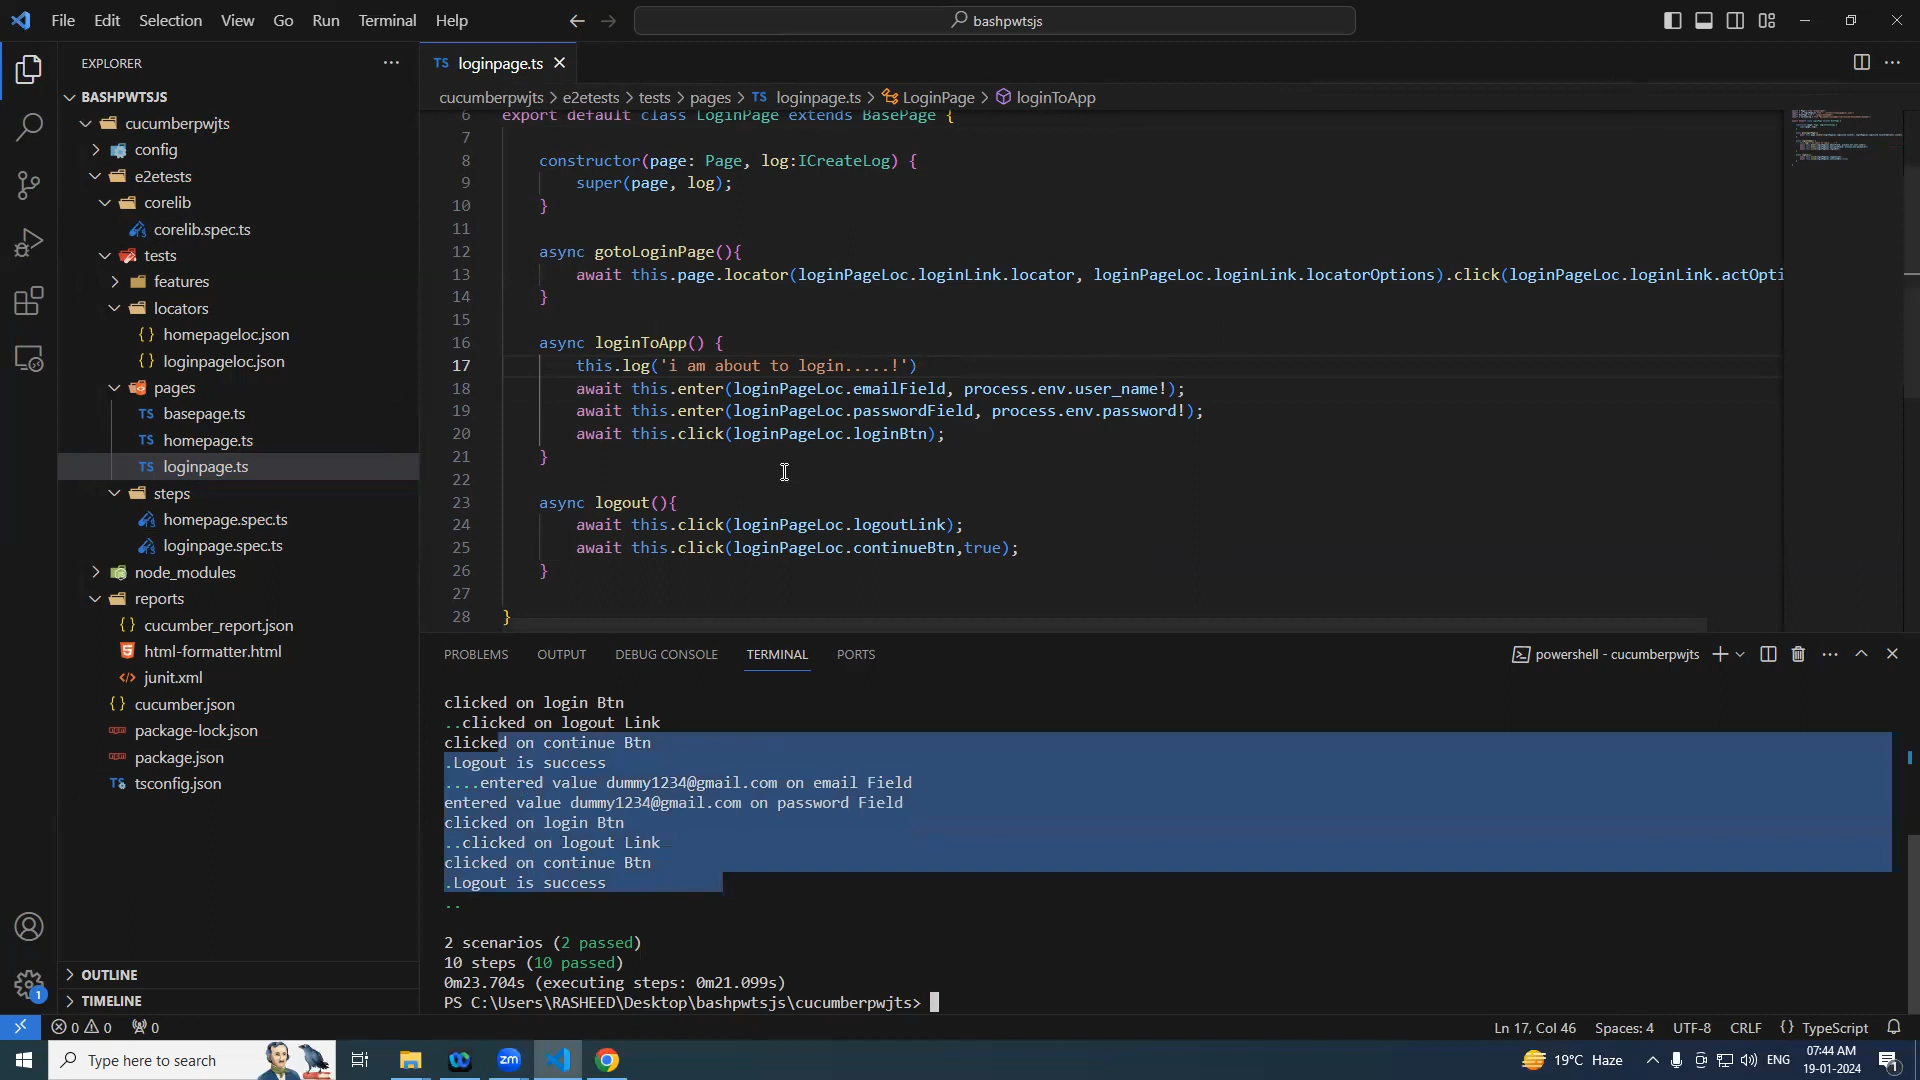 File Edit Selection View Go Run Terminal Help
bashpwtsjs
EXPLORER
BASHPWTSJS
cucumberpwjts
config
e2etests
corelib
corelib.spec.ts
tests
features
locators
homepageloc.json
loginpageloc.json
pages
TS basepage.ts
TS homepage.ts
TS loginpage.ts
steps
homepage.spec.ts
loginpage.spec.ts
node_modules
reports
cucumber_report.json
html-formatter.html
junit.xml
cucumber.json
package-lock.json
package.json
tsconfig.json
OUTLINE
TIMELINE
TS loginpage.ts
cucumberpwjts > e2etests > tests > pages > TS loginpage.ts > LoginPage > loginToApp
6 export default class LoginPage extends BasePage {
7
8 constructor(page: Page, log:ICreateLog) {
9 super(page, log);
10 }
11
12 async gotoLoginPage(){
13 await this.page.locator(loginPageLoc.loginLink.locator, loginPageLoc.loginLink.locatorOptions).click(loginPageLoc.loginLink.actOpti
14 }
15
16 async loginToApp() {
17 this.log('i am about to login.....!')
18 await this.enter(loginPageLoc.emailField, process.env.user_name!);
19 await this.enter(loginPageLoc.passwordField, process.env.password!);
20 await this.click(loginPageLoc.loginBtn);
21 }
22
23 async logout(){
24 await this.click(loginPageLoc.logoutLink);
25 await this.click(loginPageLoc.continueBtn,true);
26 }
27
28 }
PROBLEMS OUTPUT DEBUG CONSOLE TERMINAL PORTS
powershell - cucumberpwjts
clicked on login Btn
..clicked on logout Link
clicked on continue Btn
.Logout is success
....entered value dummy1234@gmail.com on email Field
entered value dummy1234@gmail.com on password Field
clicked on login Btn
..clicked on logout Link
clicked on continue Btn
.Logout is success
..
2 scenarios (2 passed)
10 steps (10 passed)
0m23.704s (executing steps: 0m21.099s)
PS C:\Users\RASHEED\Desktop\bashpwtsjs\cucumberpwjts>
0 0 0
Ln 17, Col 46 Spaces: 4 UTF-8 CRLF {} TypeScript
Type here to search
zm
19°C Haze
ENG
07:44 AM
19-01-2024